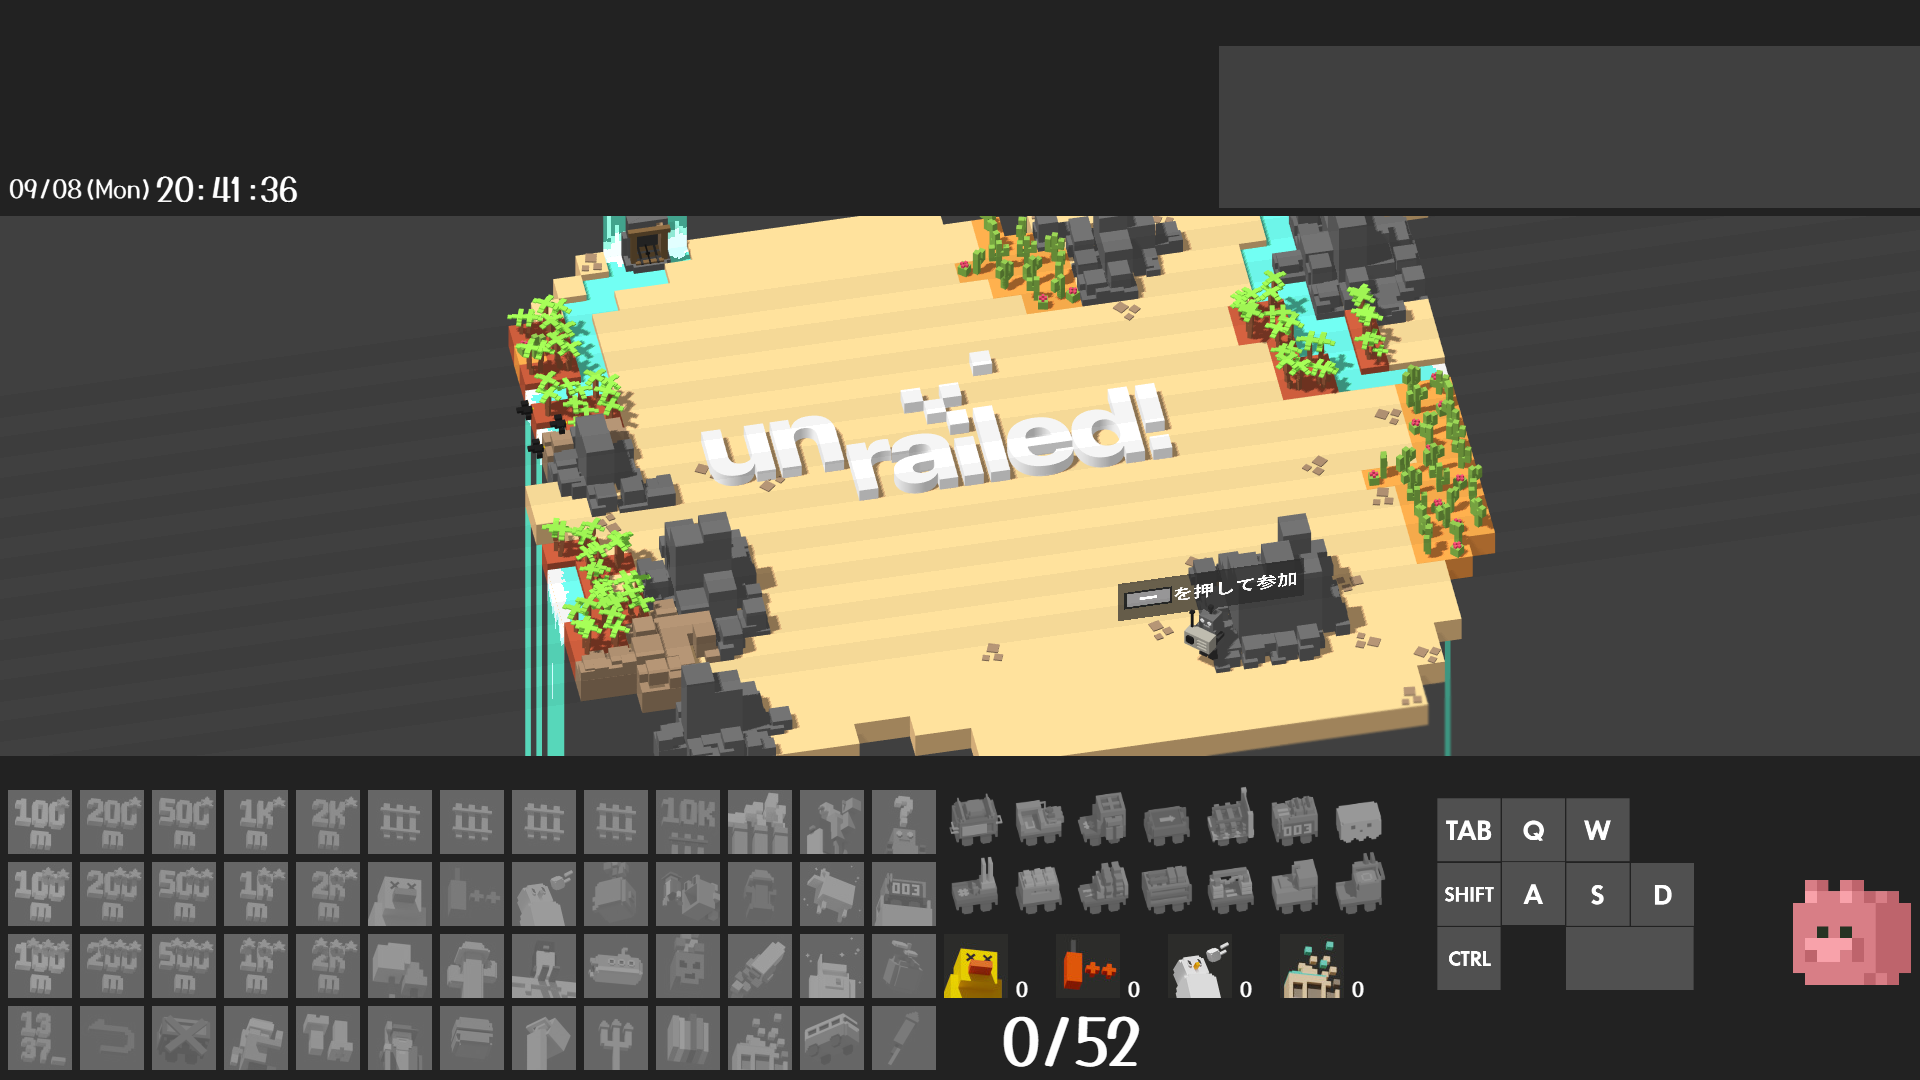 09/08(Mon) 20:41:36
unrailed!
を押して参加
100 m 200 m 500 m 1K m 2K m 10K
TAB Q W
100 m 200 m 500 m 1K m 2K m 003
003
SHIFT A S D
100 m 200 m 500 m 1K m 2K m
0 0 0 0
CTRL
13 37
0/52